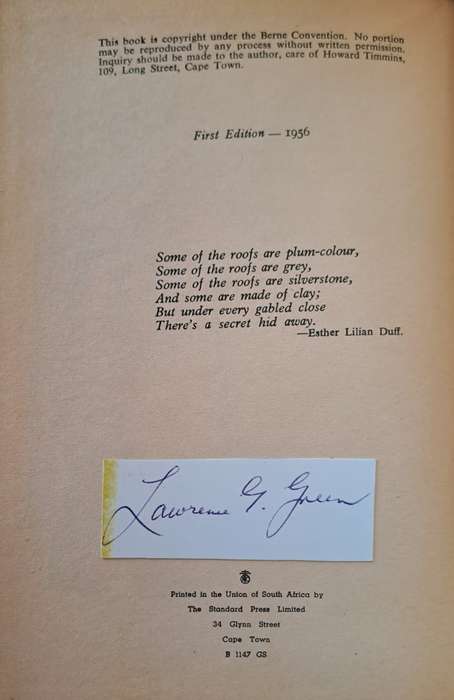 This book is copyright under the Berne Convention. No portion
may be reproduced by any process without written permission.
Inquiry should be made to the author, care of Howard Timmins,
109, Long Street, Cape Town.
First Edition — 1956
Some of the roofs are plum-colour,
Some of the roofs are grey,
Some of the roofs are silverstone,
And some are made of clay;
But under every gabled close
There's a secret hid away.
—Esther Lilian Duff.
Lawrence G. Green
Printed in the Union of South Africa by
The Standard Press Limited
34 Glynn Street
Cape Town
B 1147 GS